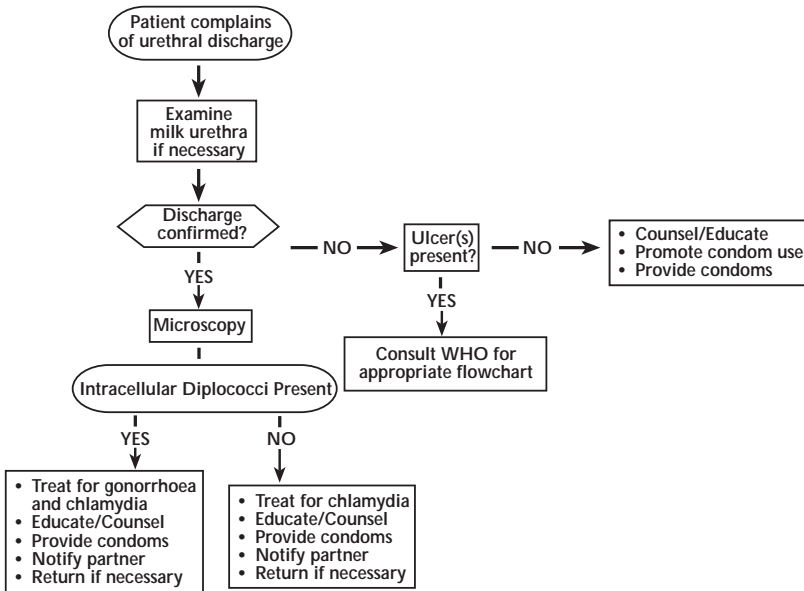 Patient complains
of urethral discharge
Examine
milk urethra
if necessary
Discharge
confirmed?
NO
Ulcer(s)
present?
NO
• Counsel/Educate
• Promote condom use
• Provide condoms
YES
YES
Microscopy
Consult WHO for
appropriate flowchart
Intracellular Diplococci Present
YES
NO
• Treat for gonorrhoea
and chlamydia
• Educate/Counsel
• Provide condoms
• Notify partner
• Return if necessary
• Treat for chlamydia
• Educate/Counsel
• Provide condoms
• Notify partner
• Return if necessary